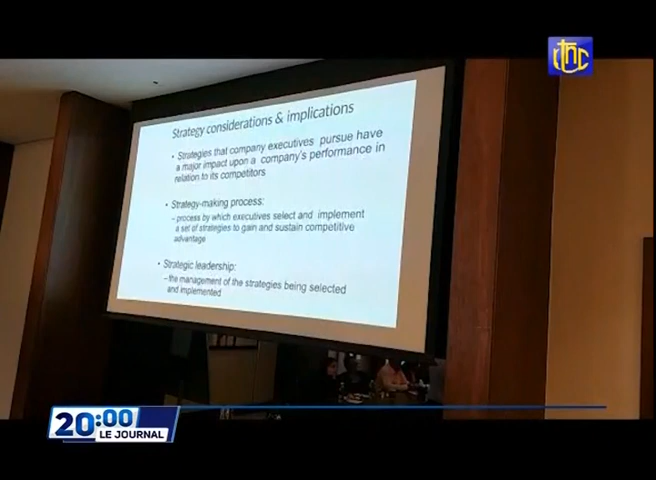 rtnc
Strategy considerations & implications
• Strategies that company executives pursue have
a major impact upon a company's performance in
relation to its competitors
• Strategy-making process:
– process by which executives select and implement
a set of strategies to gain and sustain competitive
advantage
• Strategic leadership:
– the management of the strategies being selected
and implemented
20:00
LE JOURNAL